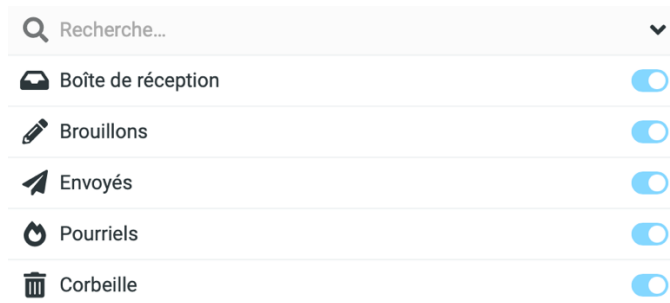 Recherche...
Boîte de réception
Brouillons
Envoyés
Pourriels
Corbeille